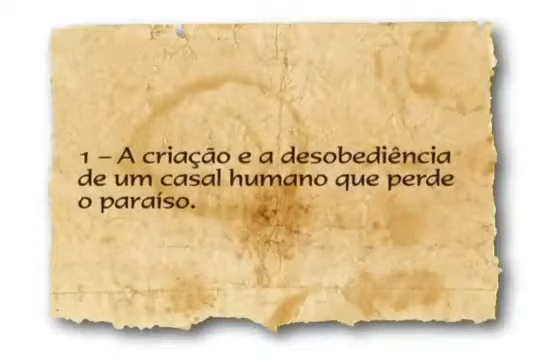 1 – A criação e a desobediência
de um casal humano que perde
o paraíso.